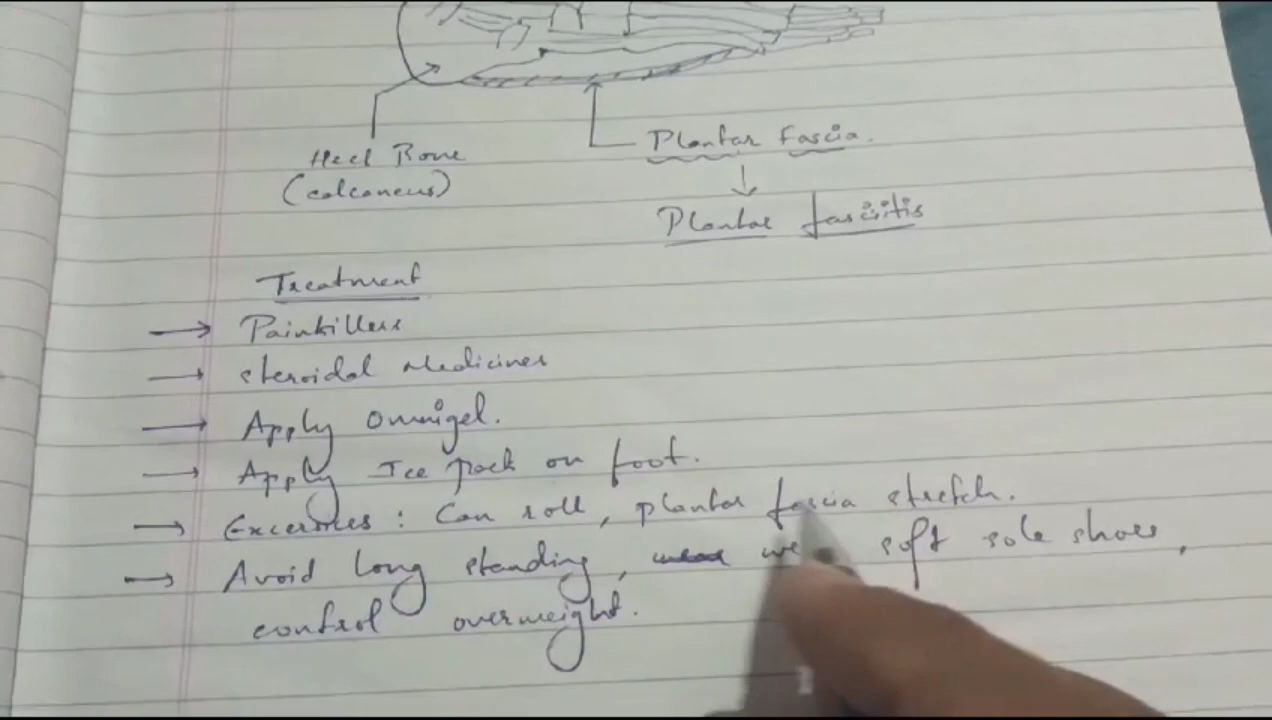 Plantar Fascia.
Heel Bone
(calcaneus)
Plantar fasciitis
Treatment
→ Painkillers
→ steroidal Medicines
→ Apply Omnigel.
→ Apply Ice pack on foot.
→ Excersises : Can roll, plantar fascia stretch.
→ Avoid long standing, soft sole shoes,
control overweight.